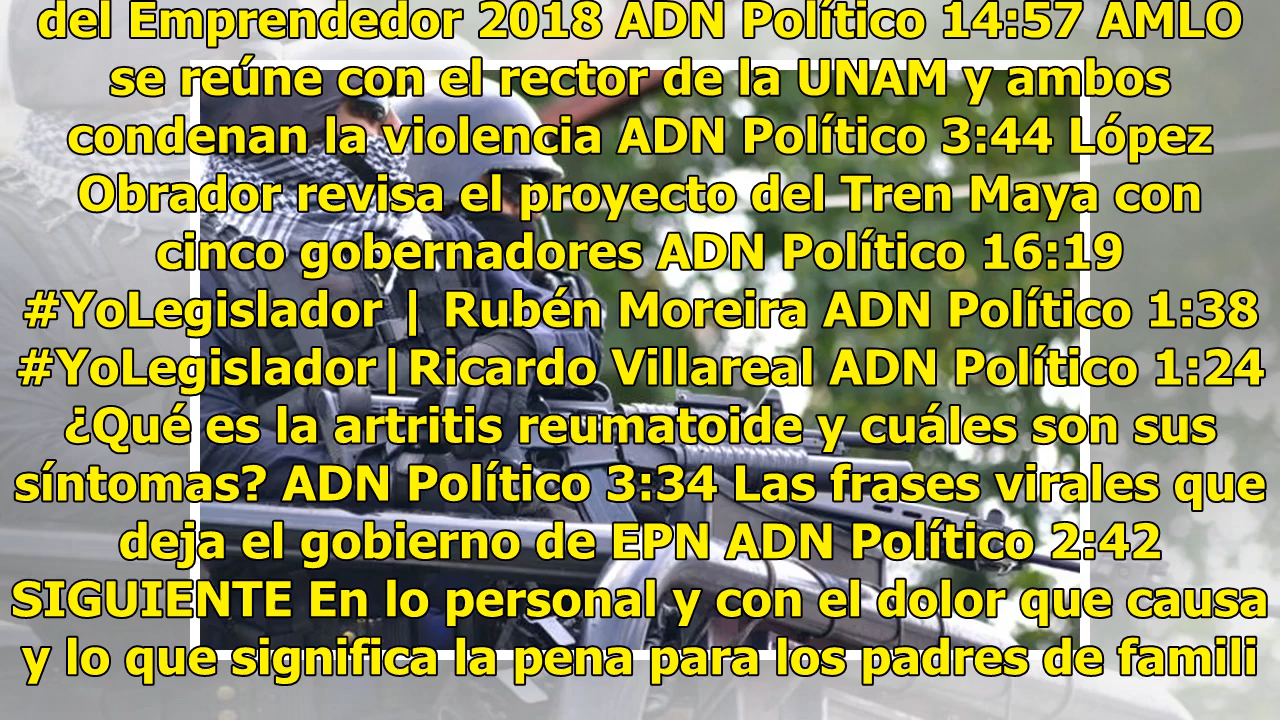 del Emprendedor 2018 ADN Político 14:57 AMLO
se reúne con el rector de la UNAM y ambos
condenan la violencia ADN Político 3:44 López
Obrador revisa el proyecto del Tren Maya con
cinco gobernadores ADN Político 16:19
#YoLegislador | Rubén Moreira ADN Político 1:38
#YoLegislador|Ricardo Villareal ADN Político 1:24
¿Qué es la artritis reumatoide y cuáles son sus
síntomas? ADN Político 3:34 Las frases virales que
deja el gobierno de EPN ADN Político 2:42
SIGUIENTE En lo personal y con el dolor que causa
y lo que significa la pena para los padres de famili